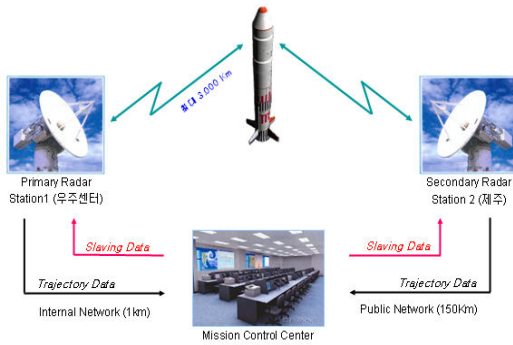 최대 3,000 Km
Primary Radar
Station1 (우주센터)
Secondary Radar
Station 2 (제주)
Slaving Data
Slaving Data
Trajectory Data
Trajectory Data
Internal Network (1km)
Public Network (150Km)
Mission Control Center